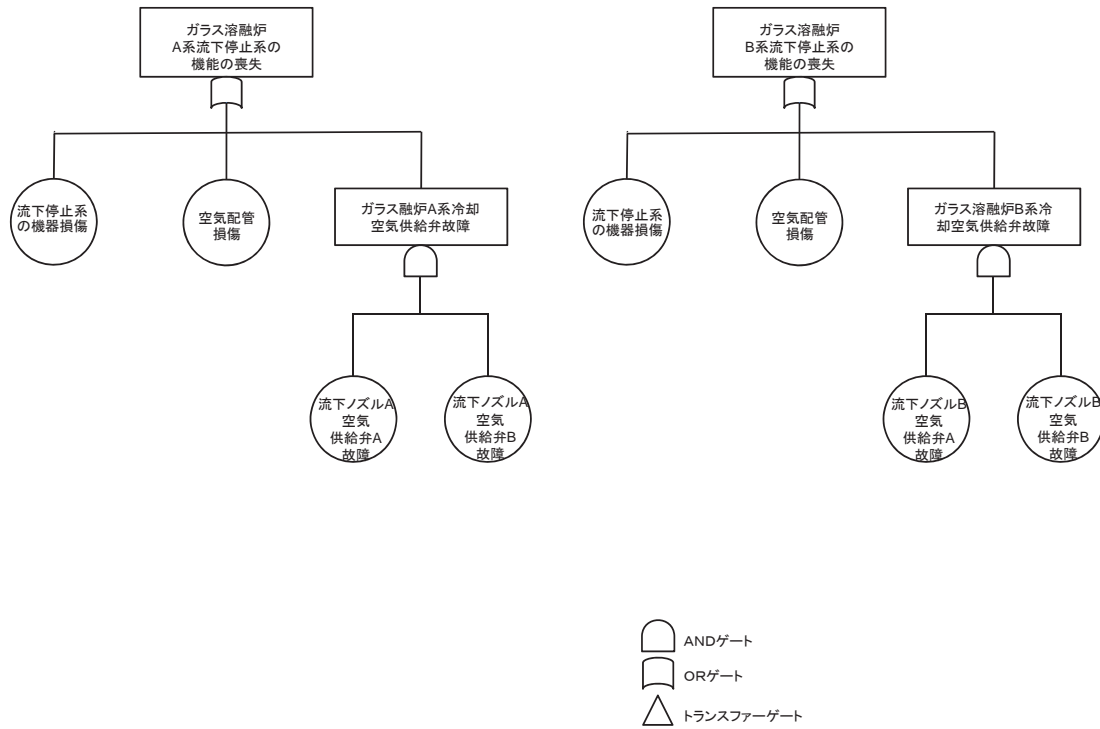 ガラス溶融炉
A系流下停止系の
機能の喪失
流下停止系
の機器損傷
空気配管
損傷
ガラス融炉A系冷却
空気供給弁故障
流下ノズルA
空気
供給弁A
故障
流下ノズルA
空気
供給弁B
故障
ガラス溶融炉
B系流下停止系の
機能の喪失
流下停止系
の機器損傷
空気配管
損傷
ガラス溶融炉B系冷
却空気供給弁故障
流下ノズルB
空気
供給弁A
故障
流下ノズルB
空気
供給弁B
故障
ANDゲート
ORゲート
トランスファーゲート